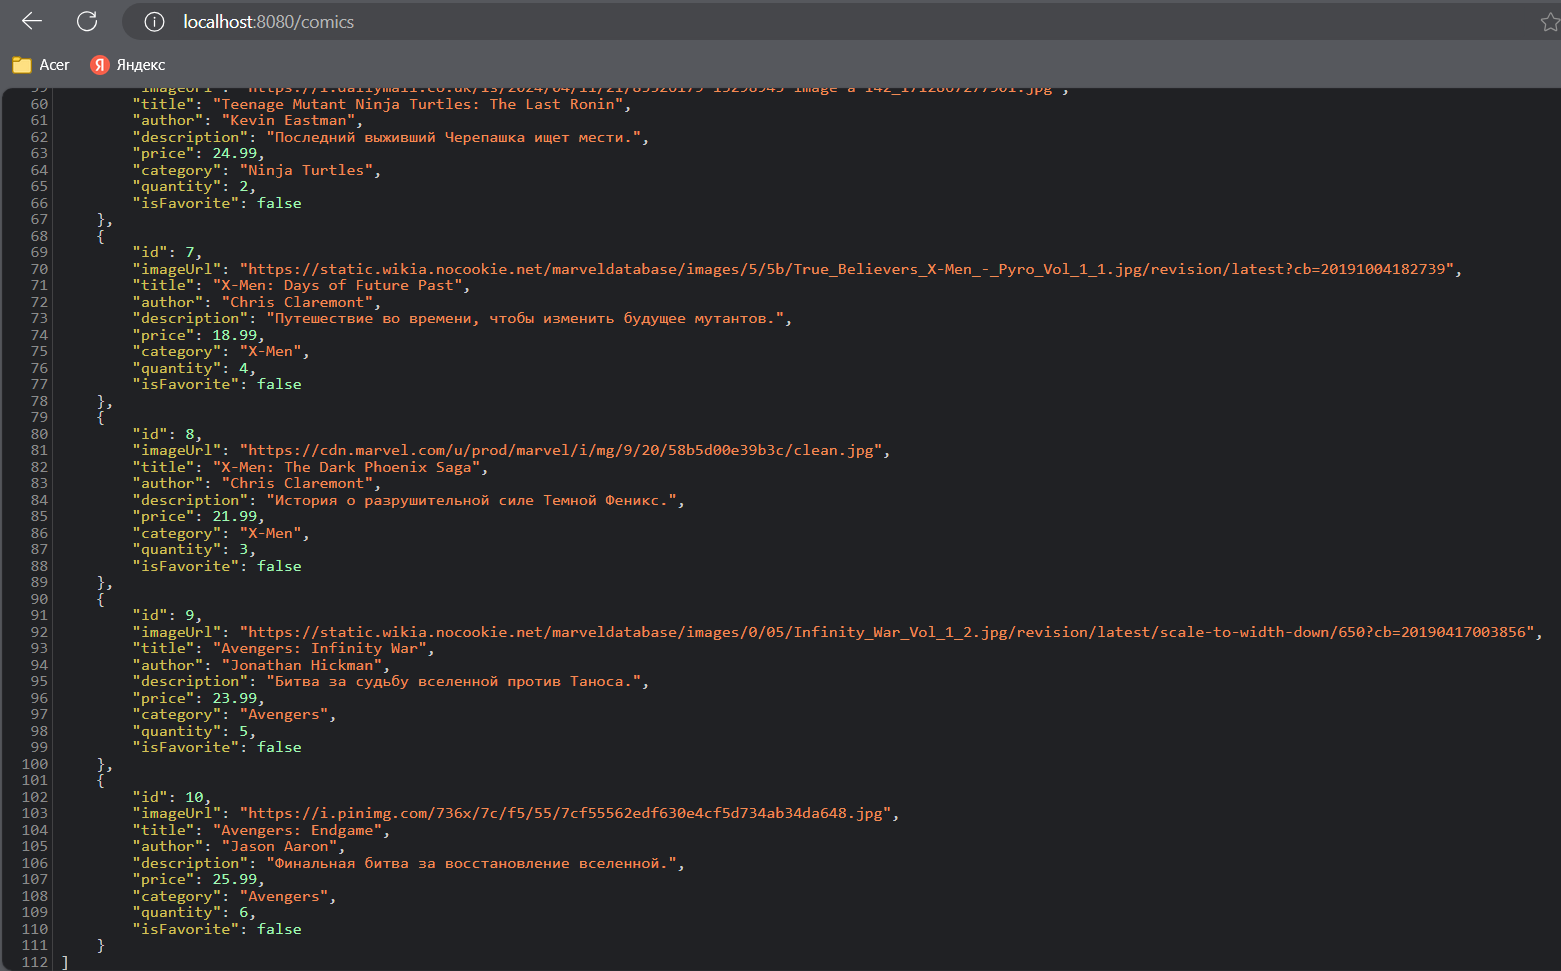 localhost:8080/comics
Acer
Яндекс
60 "title": "Teenage Mutant Ninja Turtles: The Last Ronin",
61 "author": "Kevin Eastman",
62 "description": "Последний выживший Черепашка ищет мести.",
63 "price": 24.99,
64 "category": "Ninja Turtles",
65 "quantity": 2,
66 "isFavorite": false
67 },
68 {
69 "id": 7,
70 "imageUrl": "https://static.wikia.nocookie.net/marveldatabase/images/5/5b/True_Believers_X-Men_-_Pyro_Vol_1_1.jpg/revision/latest?cb=20191004182739",
71 "title": "X-Men: Days of Future Past",
72 "author": "Chris Claremont",
73 "description": "Путешествие во времени, чтобы изменить будущее мутантов.",
74 "price": 18.99,
75 "category": "X-Men",
76 "quantity": 4,
77 "isFavorite": false
78 },
79 {
80 "id": 8,
81 "imageUrl": "https://cdn.marvel.com/u/prod/marvel/i/mg/9/20/58b5d00e39b3c/clean.jpg",
82 "title": "X-Men: The Dark Phoenix Saga",
83 "author": "Chris Claremont",
84 "description": "История о разрушительной силе Темной Феникс.",
85 "price": 21.99,
86 "category": "X-Men",
87 "quantity": 3,
88 "isFavorite": false
89 },
90 {
91 "id": 9,
92 "imageUrl": "https://static.wikia.nocookie.net/marveldatabase/images/0/05/Infinity_War_Vol_1_2.jpg/revision/latest/scale-to-width-down/650?cb=20190417003856",
93 "title": "Avengers: Infinity War",
94 "author": "Jonathan Hickman",
95 "description": "Битва за судьбу вселенной против Таноса.",
96 "price": 23.99,
97 "category": "Avengers",
98 "quantity": 5,
99 "isFavorite": false
100 },
101 {
102 "id": 10,
103 "imageUrl": "https://i.pinimg.com/736x/7c/f5/55/7cf55562edf630e4cf5d734ab34da648.jpg",
104 "title": "Avengers: Endgame",
105 "author": "Jason Aaron",
106 "description": "Финальная битва за восстановление вселенной.",
107 "price": 25.99,
108 "category": "Avengers",
109 "quantity": 6,
110 "isFavorite": false
111 }
112 ]